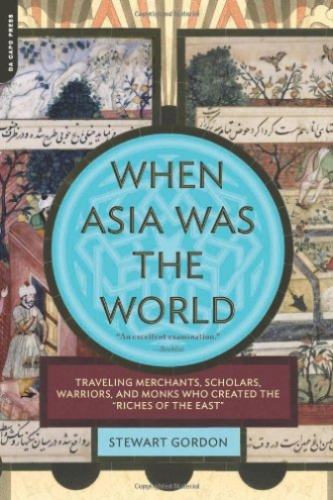 DA CAPO PRESS
WHEN
ASIA WAS
THE
WORLD
"An excellent examination."
—Booklist
TRAVELING MERCHANTS, SCHOLARS,
WARRIORS, AND MONKS WHO CREATED THE
"RICHES OF THE EAST"
STEWART GORDON